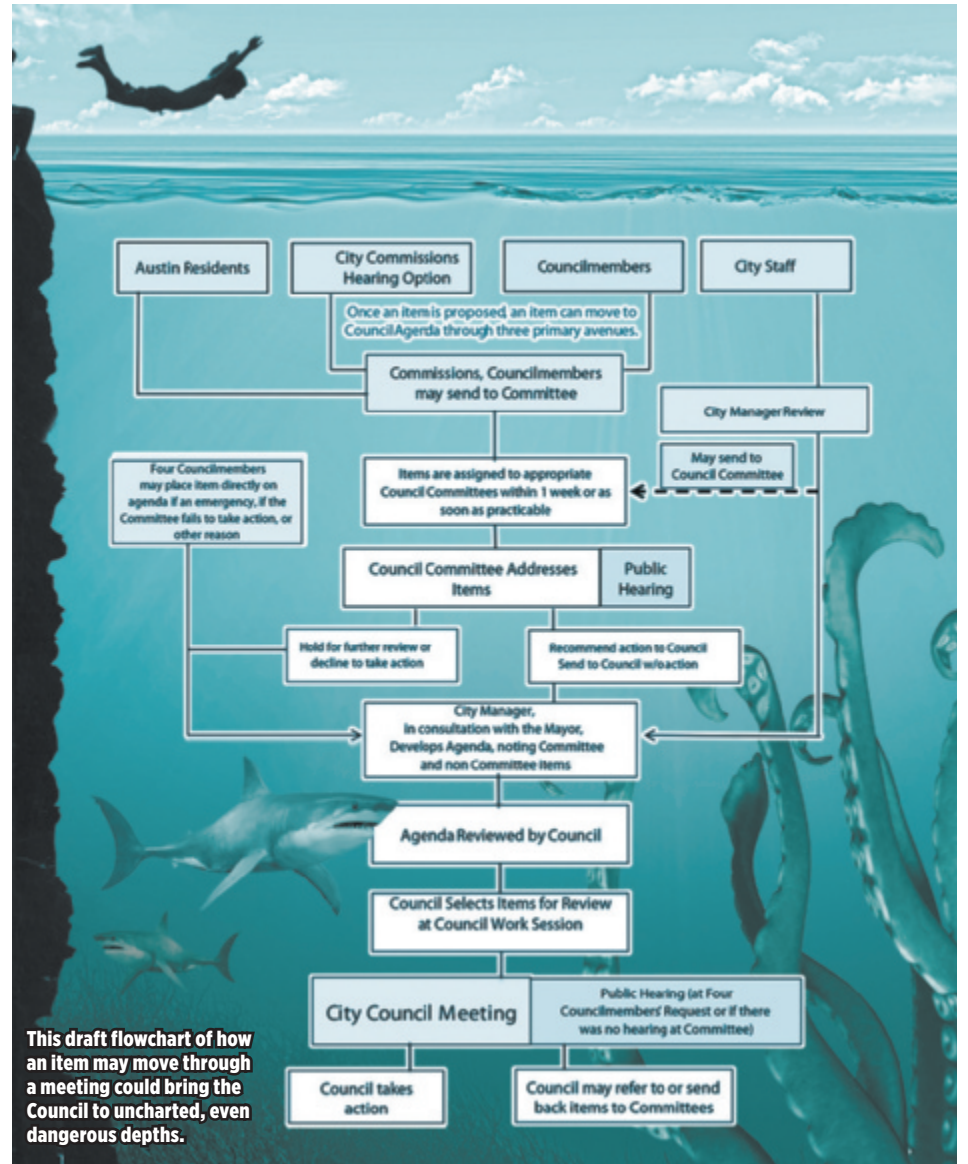 Austin Residents
City Commissions
Hearing Option
Councilmembers
City Staff
Once an item is proposed, an item can move to
Council Agenda through three primary avenues.
Commissions, Councilmembers
may send to Committee
City Manager Review
May send to
Council Committee
Four Councilmembers
may place item directly on
agenda if an emergency, if the
Committee fails to take action, or
other reason
Items are assigned to appropriate
Council Committees within 1 week or as
soon as practicable
Council Committee Addresses
Items
Public
Hearing
Hold for further review or
decline to take action
Recommend action to Council
Send to Council w/o action
City Manager,
In consultation with the Mayor,
Develops Agenda, noting Committee
and non Committee items
Agenda Reviewed by Council
Council Selects Items for Review
at Council Work Session
City Council Meeting
Public Hearing (at Four
Councilmembers' Request or if there
was no hearing at Committee)
Council takes
action
Council may refer to or send
back items to Committees
This draft flowchart of how
an item may move through
a meeting could bring the
Council to uncharted, even
dangerous depths.